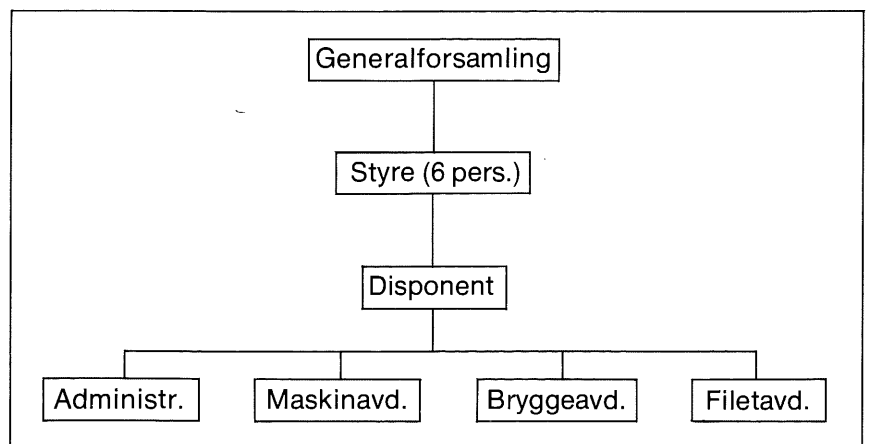 Generalforsamling
Styre (6 pers.)
Disponent
Administr.
Maskinavd.
Bryggeavd.
Filetavd.